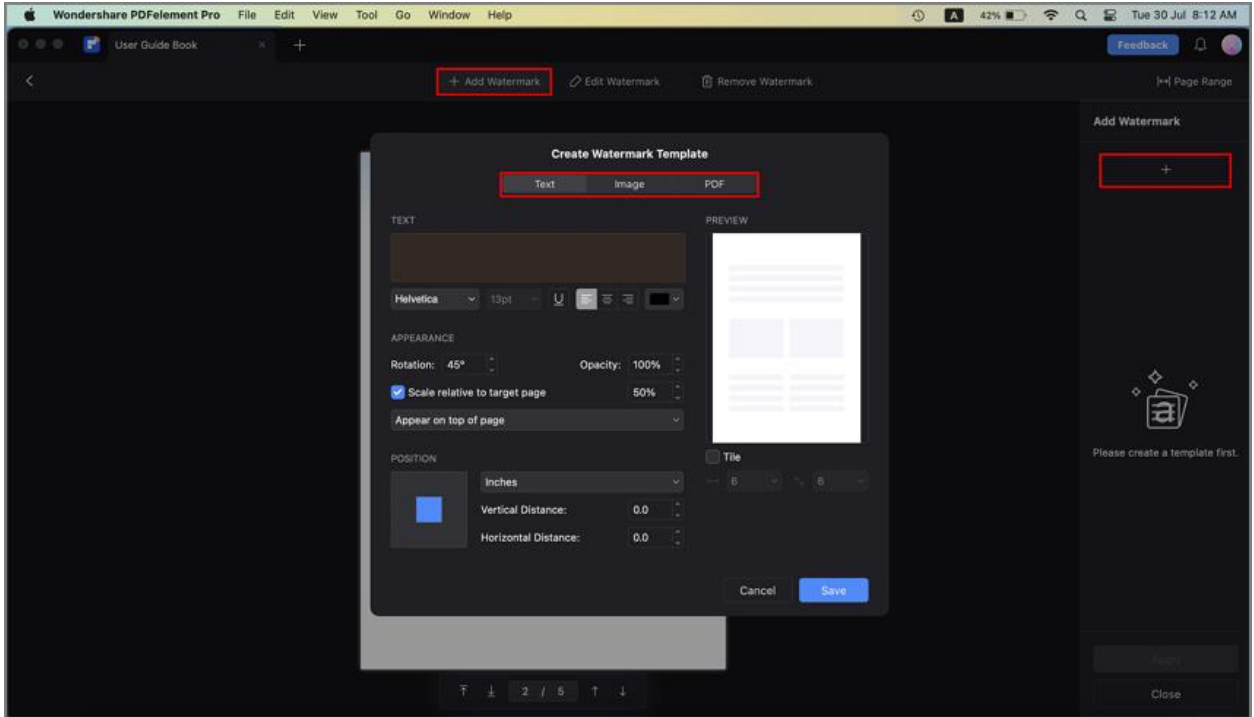 Wondershare PDFelement Pro File Edit View Tool Go Window Help A 42% Tue 30 Jul 8:12 AM
User Guide Book × + Feedback
+ Add Watermark Edit Watermark Remove Watermark Page Range
Add Watermark
+
Create Watermark Template
Text Image PDF
TEXT PREVIEW
Helvetica 13pt U
APPEARANCE
Rotation: 45° Opacity: 100%
Scale relative to target page 50%
Appear on top of page
Tile
6 6
POSITION
Inches
Vertical Distance: 0.0
Horizontal Distance: 0.0
Cancel Save
a
Please create a template first.
2 / 5
Apply
Close